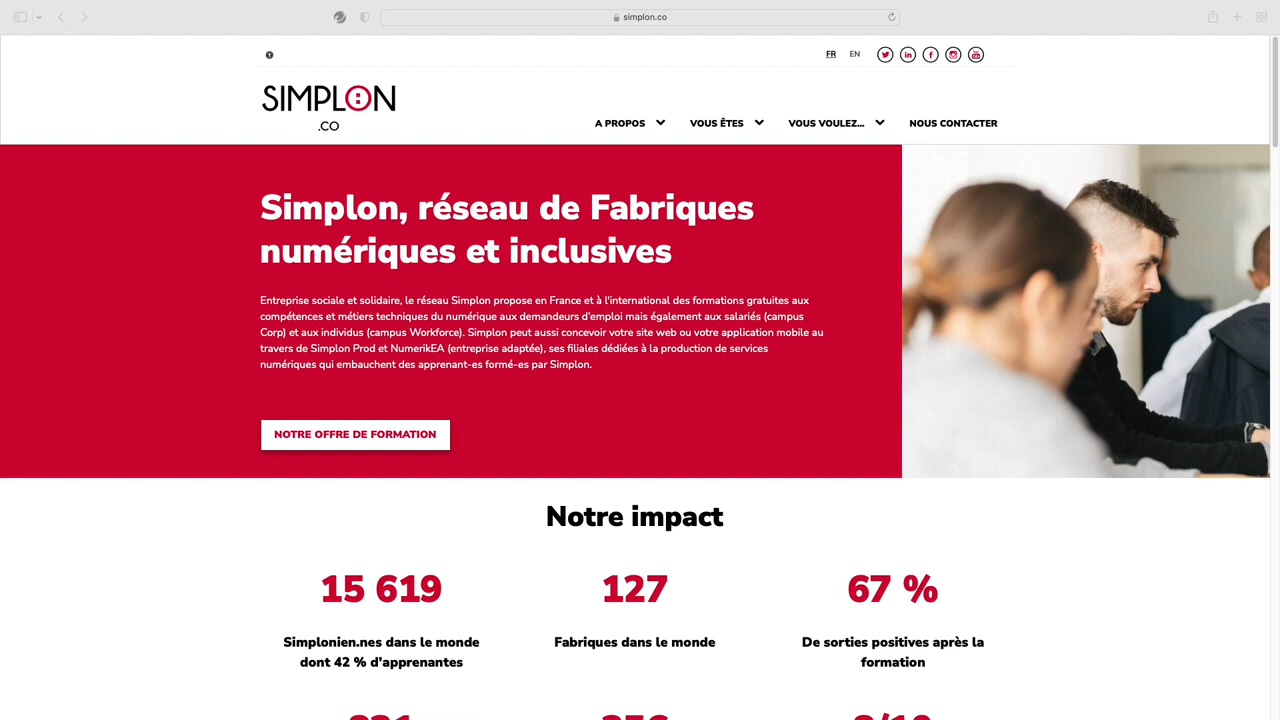 simplon.co
FR EN
SIMPLON
.CO
A PROPOS VOUS ÊTES VOUS VOULEZ... NOUS CONTACTER
Simplon, réseau de Fabriques
numériques et inclusives
Entreprise sociale et solidaire, le réseau Simplon propose en France et à l'international des formations gratuites aux
compétences et métiers techniques du numérique aux demandeurs d'emploi mais également aux salariés (campus
Corp) et aux individus (campus Workforce). Simplon peut aussi concevoir votre site web ou votre application mobile au
travers de Simplon Prod et NumerikEA (entreprise adaptée), ses filiales dédiées à la production de services
numériques qui embauchent des apprenant-es formé-es par Simplon.
NOTRE OFFRE DE FORMATION
Notre impact
15 619 127 67 %
Simplonien.nes dans le monde Fabriques dans le monde De sorties positives après la
dont 42 % d'apprenantes formation